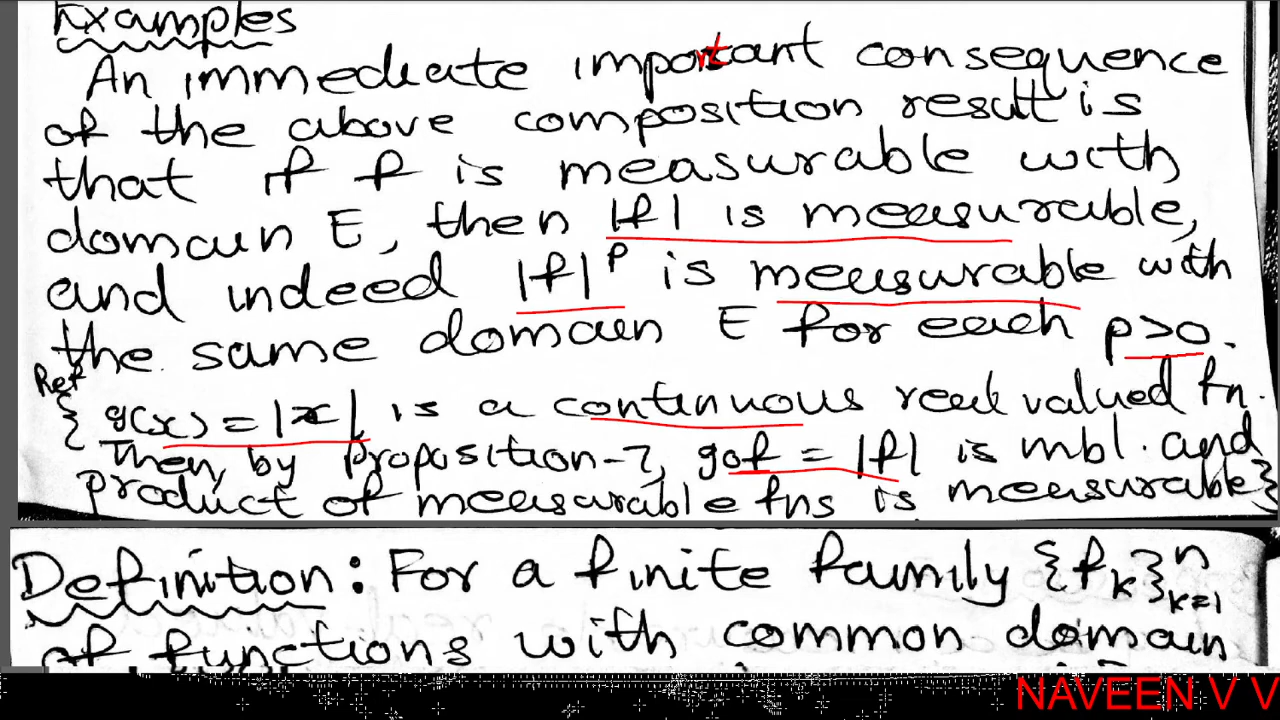 Examples
An immediate important consequence
of the above composition result is
that if f is measurable with
domain E, then |f| is measurable,
and indeed |f|^p is measurable with
the same domain E for each p>0.
Ref
{ g(x) = |x| is a continuous real valued fn.
Then, by proposition-7, gof = |f| is mbl. and
product of measurable fns is measurable}
Definition: For a finite family {f_k}^n_{k=1}
of functions with common domain
NAVEEN V V